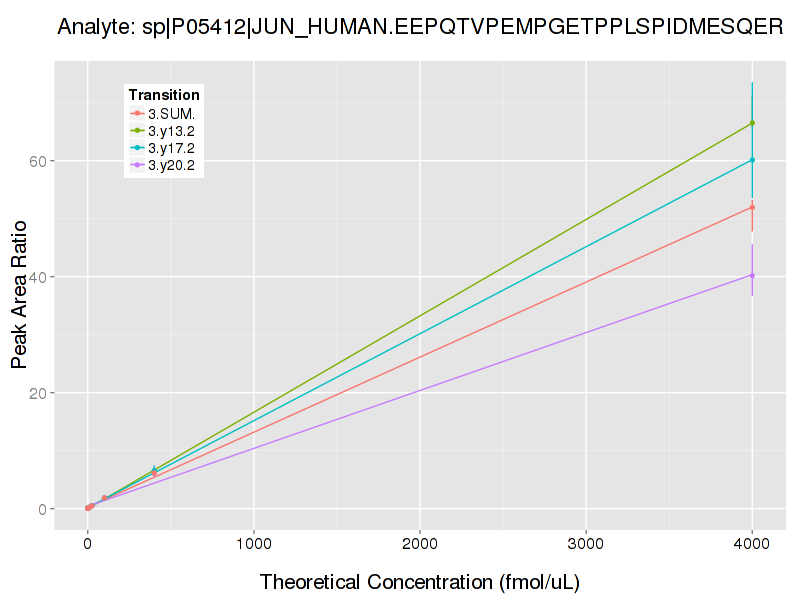 Analyte: sp|P05412|JUN_HUMAN.EEPQTVPEMPGETPPLSPIDMESQER
Transition
3.SUM.
3.y13.2
3.y17.2
3.y20.2
60
40
20
0
Peak Area Ratio
0 1000 2000 3000 4000
Theoretical Concentration (fmol/uL)